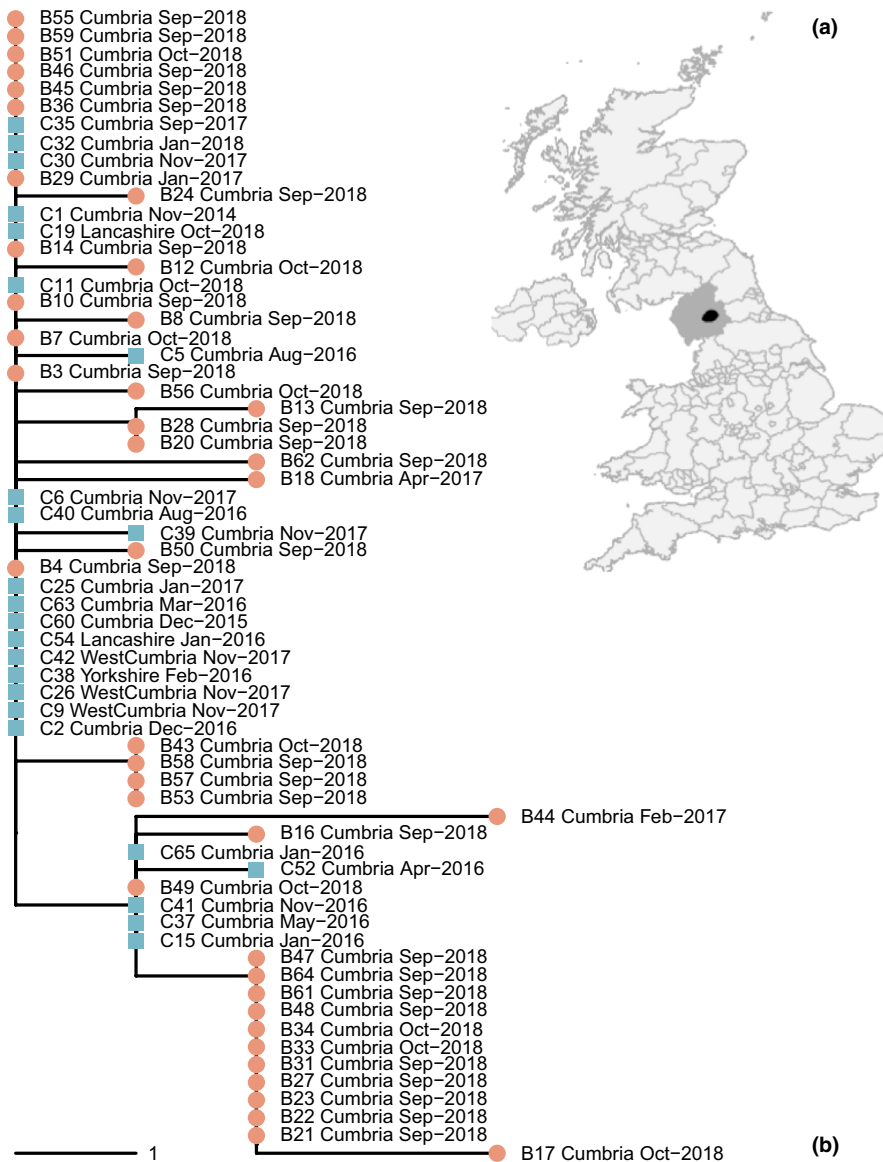 (a)
B55 Cumbria Sep−2018
B59 Cumbria Sep−2018
B51 Cumbria Oct−2018
B46 Cumbria Sep−2018
B45 Cumbria Sep−2018
B36 Cumbria Sep−2018
C35 Cumbria Sep−2017
C32 Cumbria Jan−2018
C30 Cumbria Nov−2017
B29 Cumbria Jan−2017
B24 Cumbria Sep−2018
C1 Cumbria Nov−2014
C19 Lancashire Oct−2018
B14 Cumbria Sep−2018
B12 Cumbria Oct−2018
C11 Cumbria Oct−2018
B10 Cumbria Sep−2018
B8 Cumbria Sep−2018
B7 Cumbria Oct−2018
C5 Cumbria Aug−2016
B3 Cumbria Sep−2018
B56 Cumbria Oct−2018
B13 Cumbria Sep−2018
B28 Cumbria Sep−2018
B20 Cumbria Sep−2018
B62 Cumbria Sep−2018
B18 Cumbria Apr−2017
C6 Cumbria Nov−2017
C40 Cumbria Aug−2016
C39 Cumbria Nov−2017
B50 Cumbria Sep−2018
B4 Cumbria Sep−2018
C25 Cumbria Jan−2017
C63 Cumbria Mar−2016
C60 Cumbria Dec−2015
C54 Lancashire Jan−2016
C42 WestCumbria Nov−2017
C38 Yorkshire Feb−2016
C26 WestCumbria Nov−2017
C9 WestCumbria Nov−2017
C2 Cumbria Dec−2016
B43 Cumbria Oct−2018
B58 Cumbria Sep−2018
B57 Cumbria Sep−2018
B53 Cumbria Sep−2018
B44 Cumbria Feb−2017
B16 Cumbria Sep−2018
C65 Cumbria Jan−2016
C52 Cumbria Apr−2016
B49 Cumbria Oct−2018
C41 Cumbria Nov−2016
C37 Cumbria May−2016
C15 Cumbria Jan−2016
B47 Cumbria Sep−2018
B64 Cumbria Sep−2018
B61 Cumbria Sep−2018
B48 Cumbria Sep−2018
B34 Cumbria Oct−2018
B33 Cumbria Oct−2018
B31 Cumbria Sep−2018
B27 Cumbria Sep−2018
B23 Cumbria Sep−2018
B22 Cumbria Sep−2018
B21 Cumbria Sep−2018
B17 Cumbria Oct−2018
1
(b)